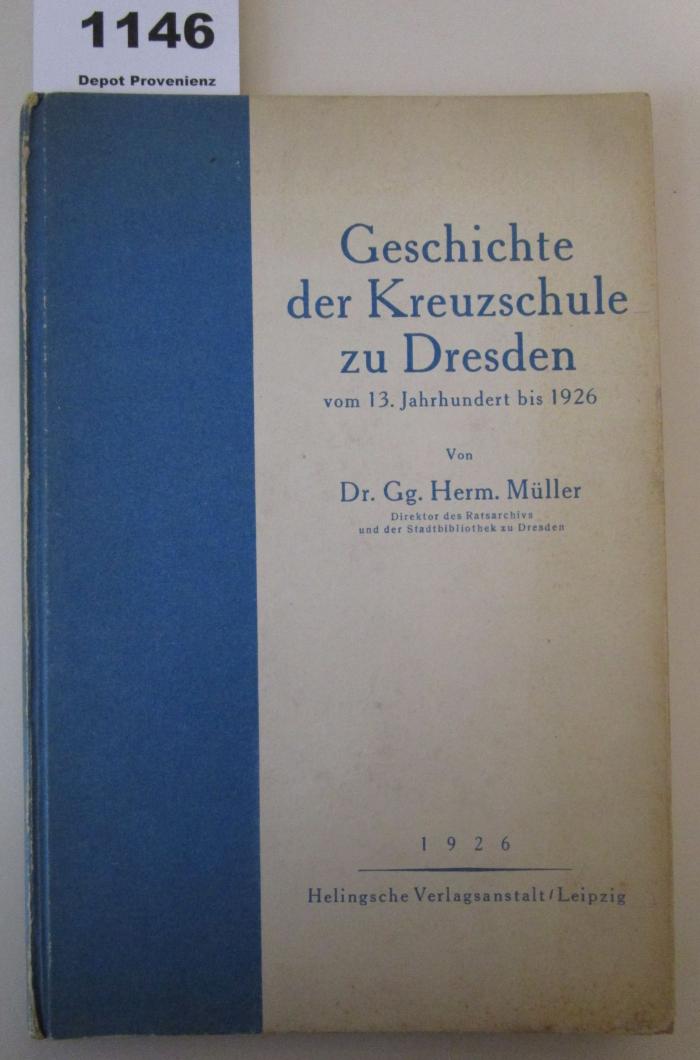 1146
Depot Provenienz
Geschichte
der Kreuzschule
zu Dresden
vom 13. Jahrhundert bis 1926
Von
Dr. Gg. Herm. Müller
Direktor des Ratsarchivs
und der Stadtbibliothek zu Dresden
1926
Helingsche Verlagsanstalt / Leipzig